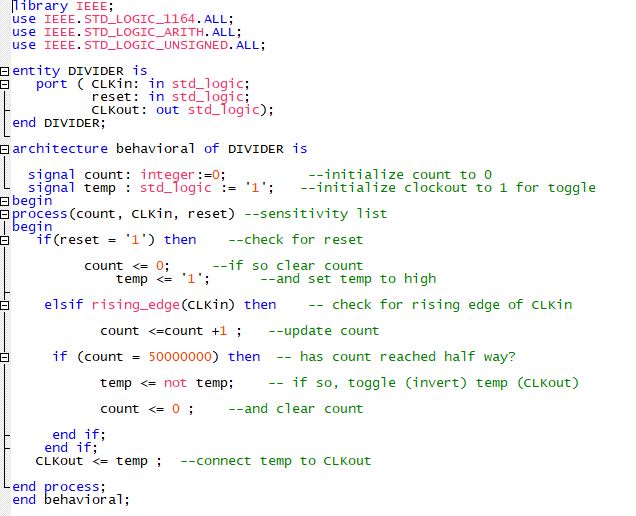 library IEEE;
use IEEE.STD_LOGIC_1164.ALL;
use IEEE.STD_LOGIC_ARITH.ALL;
use IEEE.STD_LOGIC_UNSIGNED.ALL;
entity DIVIDER is
port ( CLKin: in std_logic;
reset: in std_logic;
CLKout: out std_logic);
end DIVIDER;
architecture behavioral of DIVIDER is
signal count: integer:=0; --initialize count to 0
signal temp : std_logic := '1'; --initialize clockout to 1 for toggle
begin
process(count, CLKin, reset) --sensitivity list
begin
if(reset = '1') then --check for reset
count <= 0; --if so clear count
temp <= '1'; --and set temp to high
elsif rising_edge(CLKin) then -- check for rising edge of CLKin
count <=count +1 ; --update count
if (count = 50000000) then -- has count reached half way?
temp <= not temp; -- if so, toggle (invert) temp (CLKout)
count <= 0 ; --and clear count
end if;
end if;
CLKout <= temp ; --connect temp to CLKout
end process;
end behavioral;